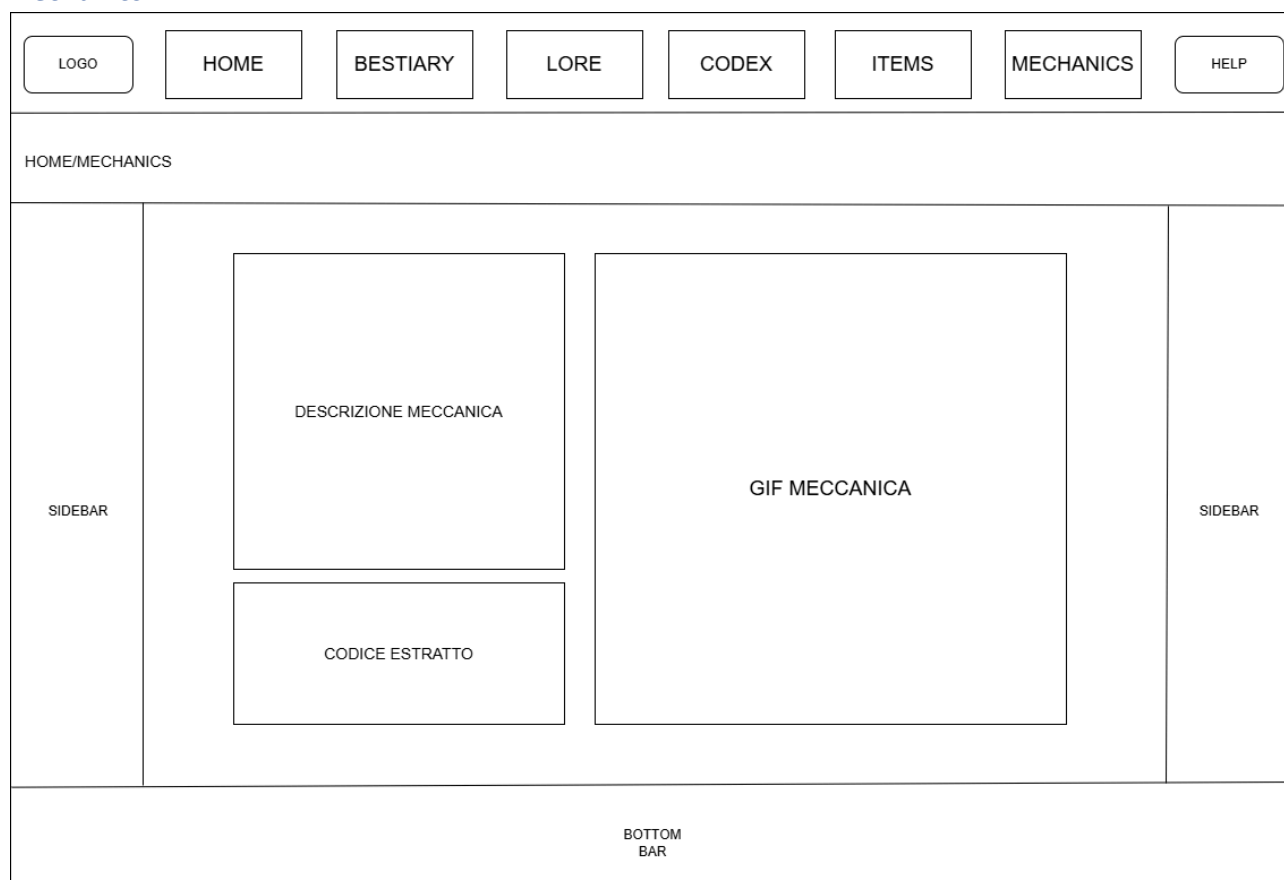 LOGO
HOME
BESTIARY
LORE
CODEX
ITEMS
MECHANICS
HELP
HOME/MECHANICS
SIDEBAR
DESCRIZIONE MECCANICA
CODICE ESTRATTO
GIF MECCANICA
SIDEBAR
BOTTOM
BAR